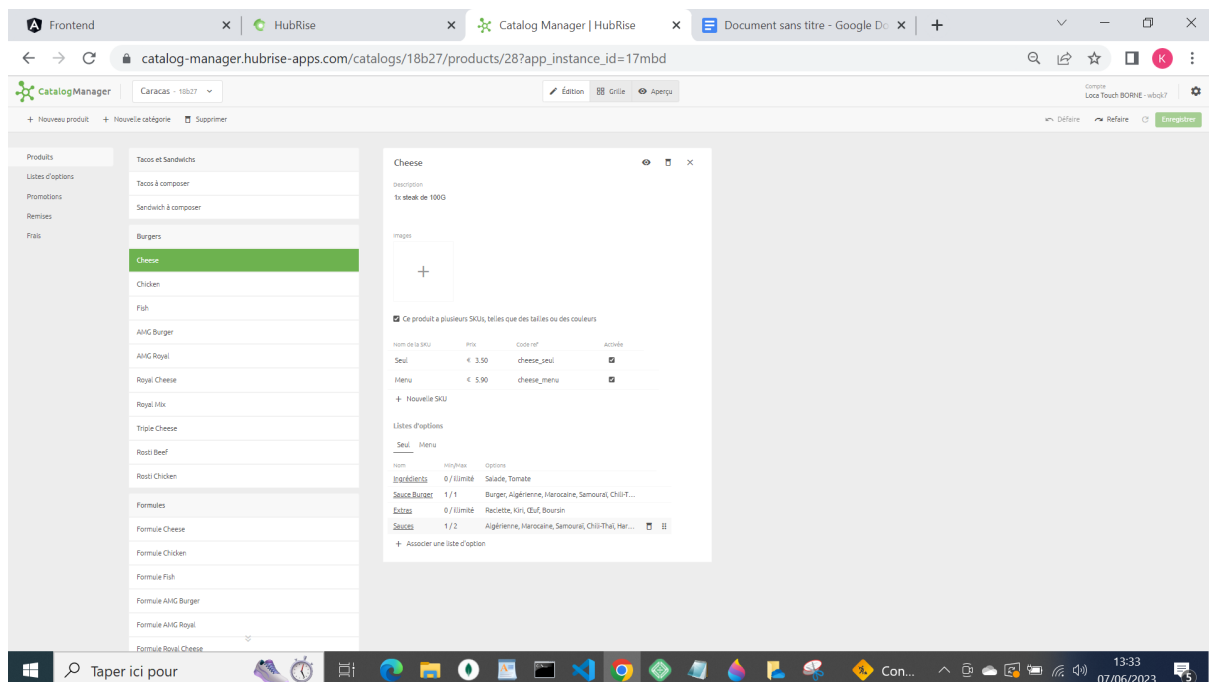 Frontend
HubRise
Catalog Manager | HubRise
Document sans titre - Google Do
catalog-manager.hubrise-apps.com/catalogs/18b27/products/28?app_instance_id=17mbd
K
CatalogManager
Caracas - 18b27
Édition
Grille
Aperçu
Compte
Loca Touch BORNE - wbqk7
+ Nouveau produit
+ Nouvelle catégorie
Supprimer
Défaire
Refaire
Enregistrer
Produits
Listes d'options
Promotions
Remises
Frais
Tacos et Sandwichs
Tacos à composer
Sandwich à composer
Burgers
Cheese
Chicken
Fish
AMG Burger
AMG Royal
Royal Cheese
Royal Mix
Triple Cheese
Rosti Beef
Rosti Chicken
Formules
Formule Cheese
Formule Chicken
Formule Fish
Formule AMG Burger
Formule AMG Royal
Formule Royal Cheese
Cheese
Description
1x steak de 100G
Images
Ce produit a plusieurs SKUs, telles que des tailles ou des couleurs
Nom de la SKU Prix Code ref Activée
Seul € 3.50 cheese_seul
Menu € 5.90 cheese_menu
+ Nouvelle SKU
Listes d'options
Seul Menu
Nom Min/Max Options
Ingrédients 0 / illimité Salade, Tomate
Sauce Burger 1 / 1 Burger, Algérienne, Marocaine, Samouraï, Chili-T...
Extras 0 / illimité Raclette, Kiri, Œuf, Boursin
Sauces 1 / 2 Algérienne, Marocaine, Samouraï, Chili-Thaï, Har...
+ Associer une liste d'option
Taper ici pour
Con...
13:33
07/06/2023
5